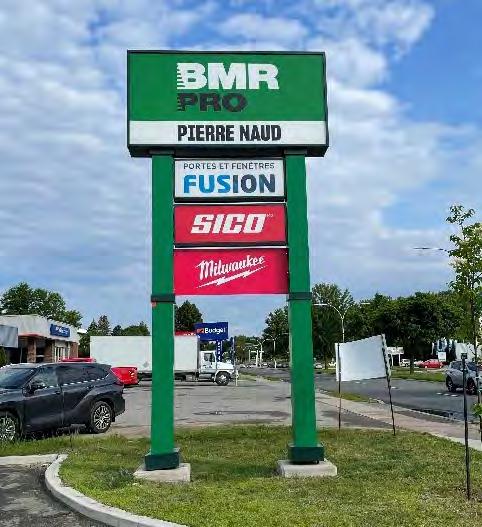 BMR
PRO
PIERRE NAUD
PORTES ET FENÊTRES
FUSION
SICO
Milwaukee
Budget